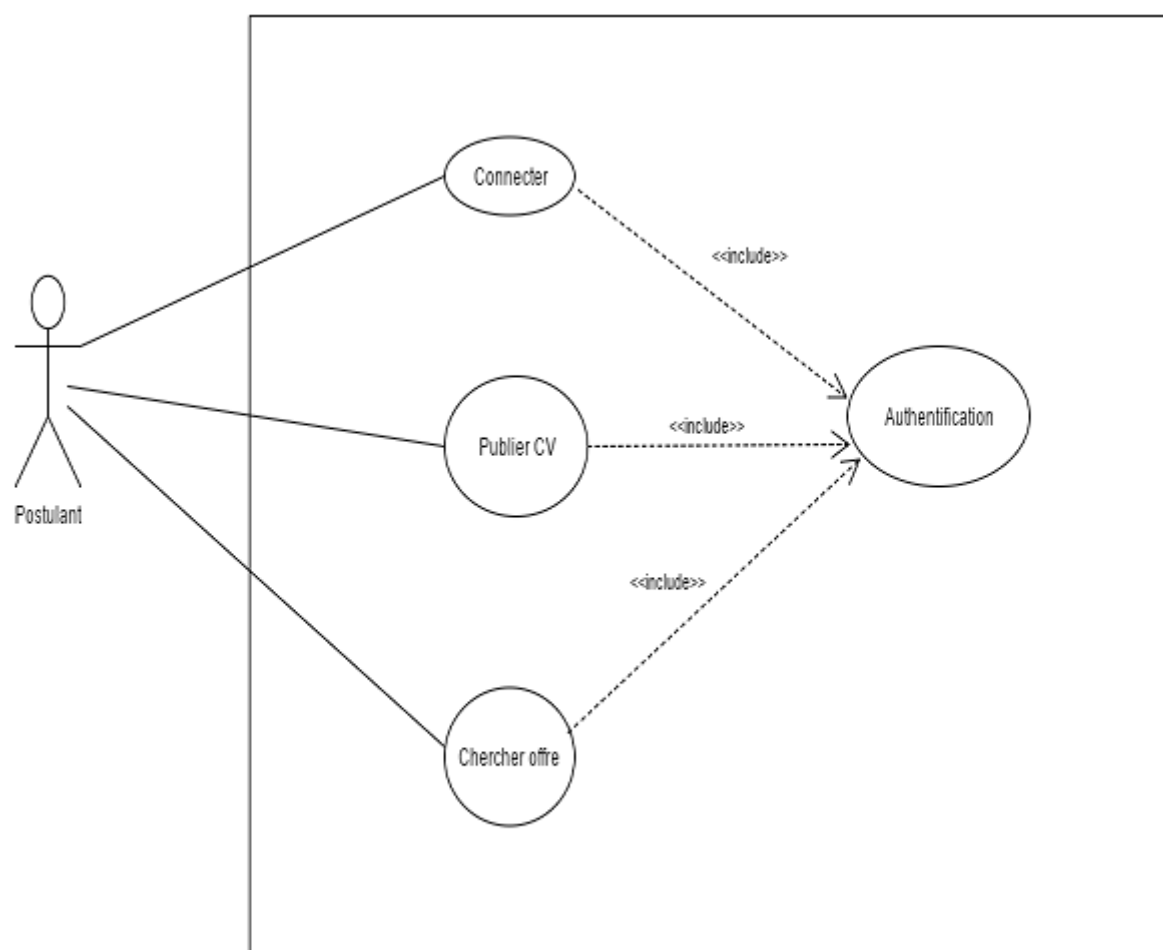 Connecter
<<include>>
Authentification
<<include>>
Publier CV
Postulant
<<include>>
Chercher offre